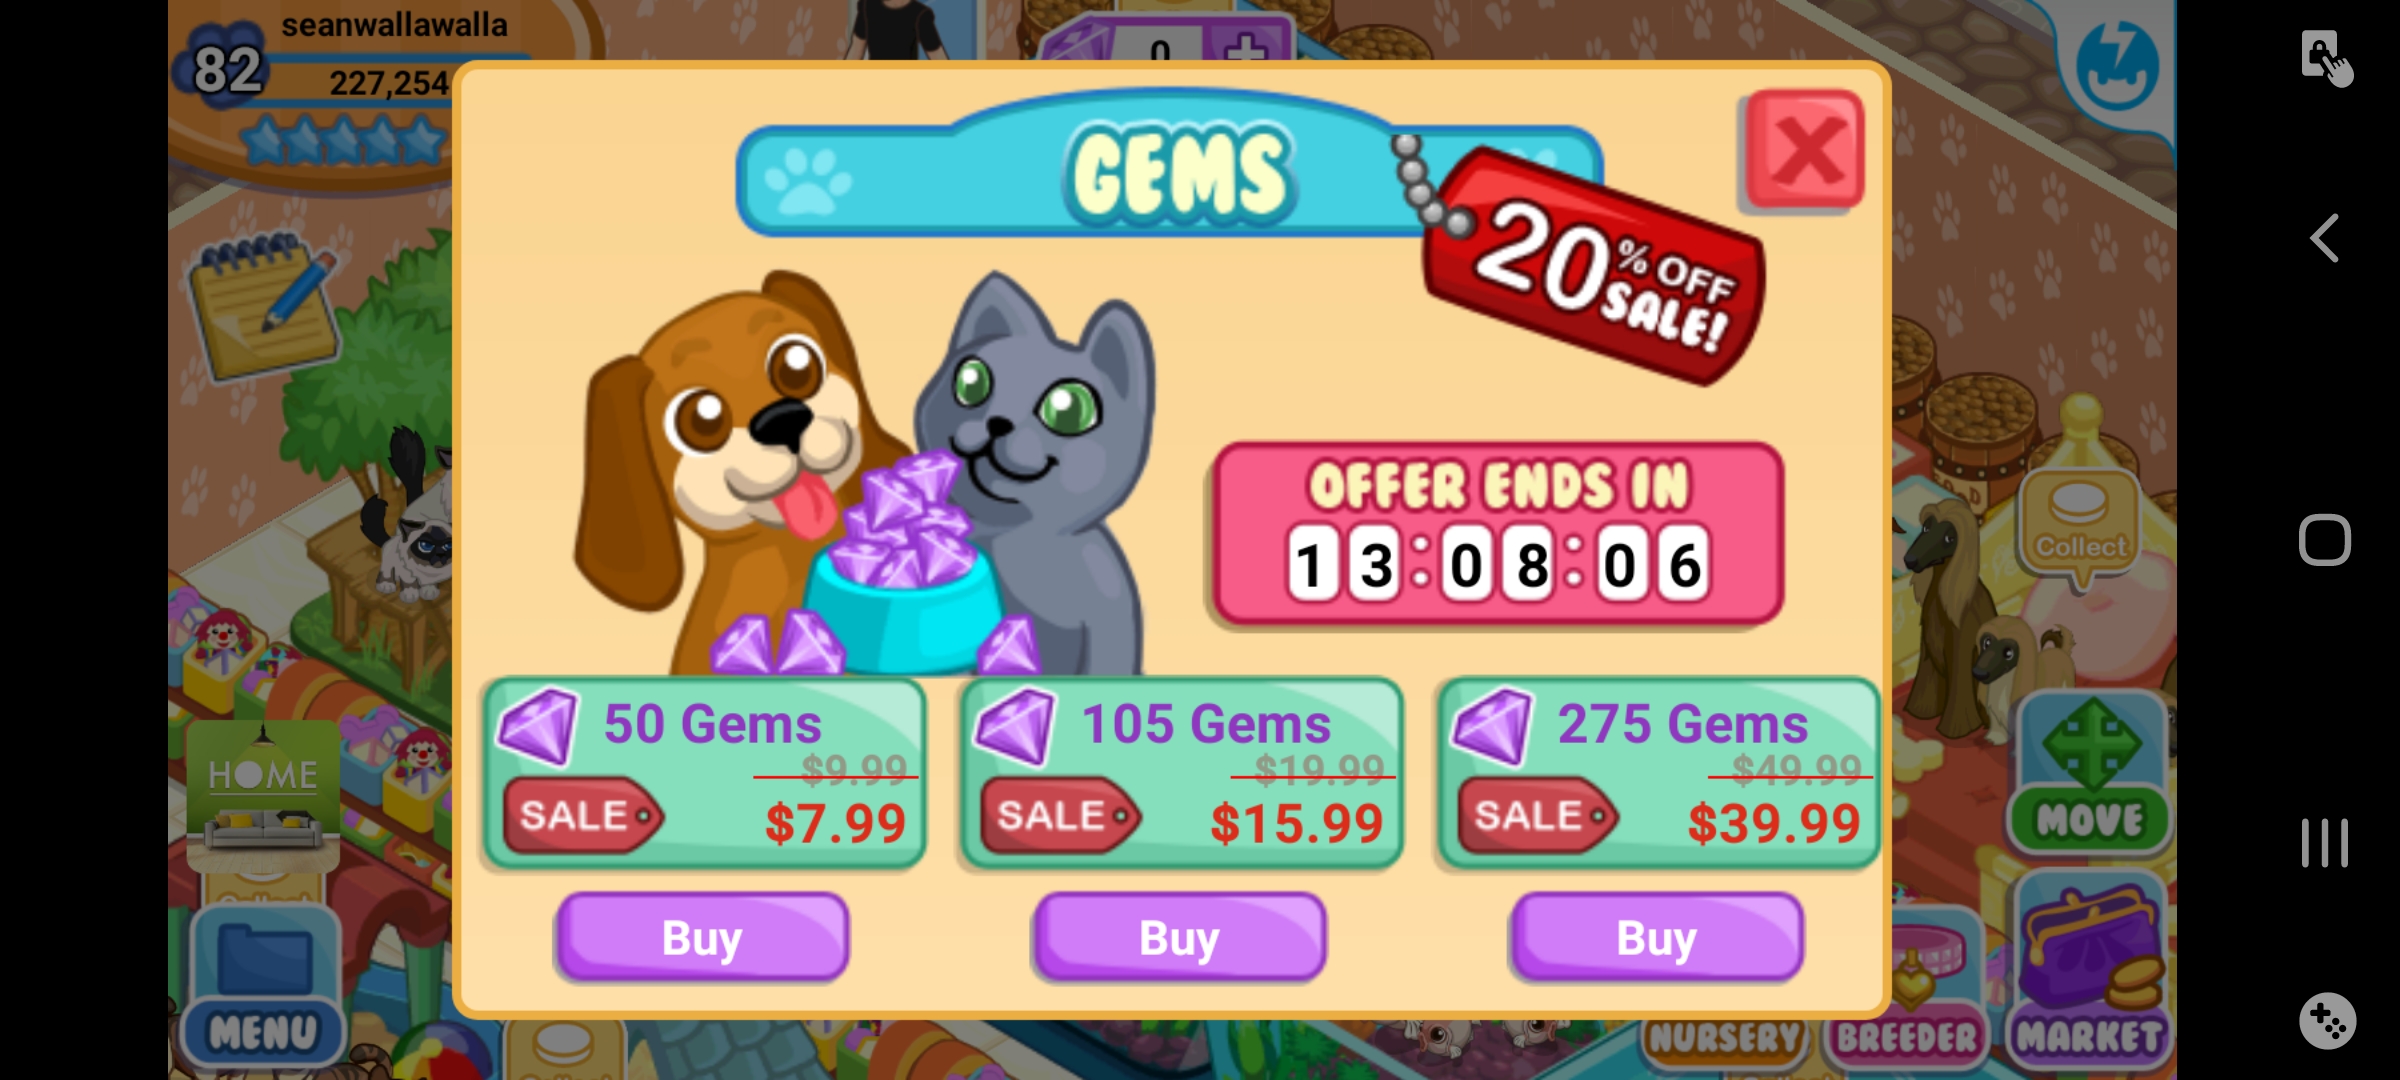 seanwallawalla
82
227,254
0
GEMS
20% OFF
SALE!
OFFER ENDS IN
13:08:06
Collect
50 Gems
$9.99
SALE
$7.99
105 Gems
$19.99
SALE
$15.99
275 Gems
$49.99
SALE
$39.99
HOME
MOVE
Buy
Buy
Buy
MENU
NURSERY
BREEDER
MARKET